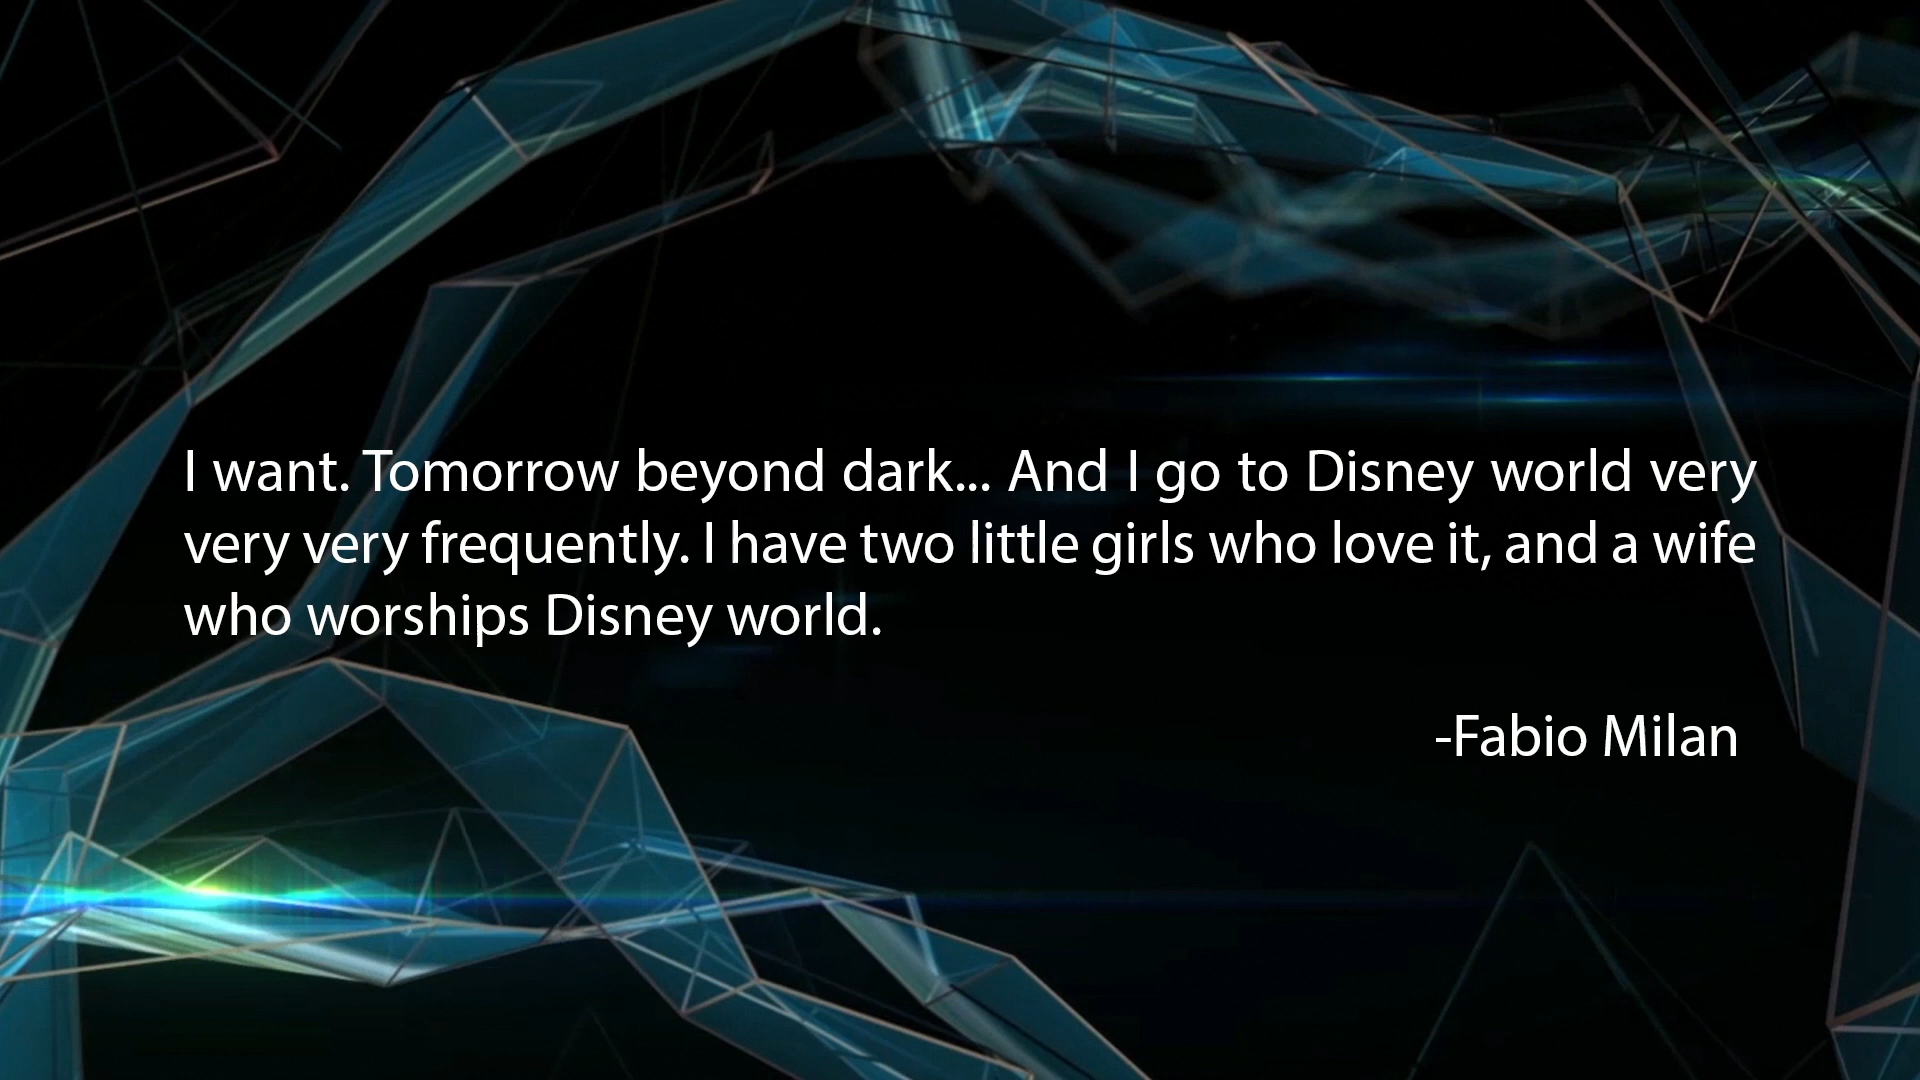 I want. Tomorrow beyond dark... And I go to Disney world very
very very frequently. I have two little girls who love it, and a wife
who worships Disney world.
-Fabio Milan